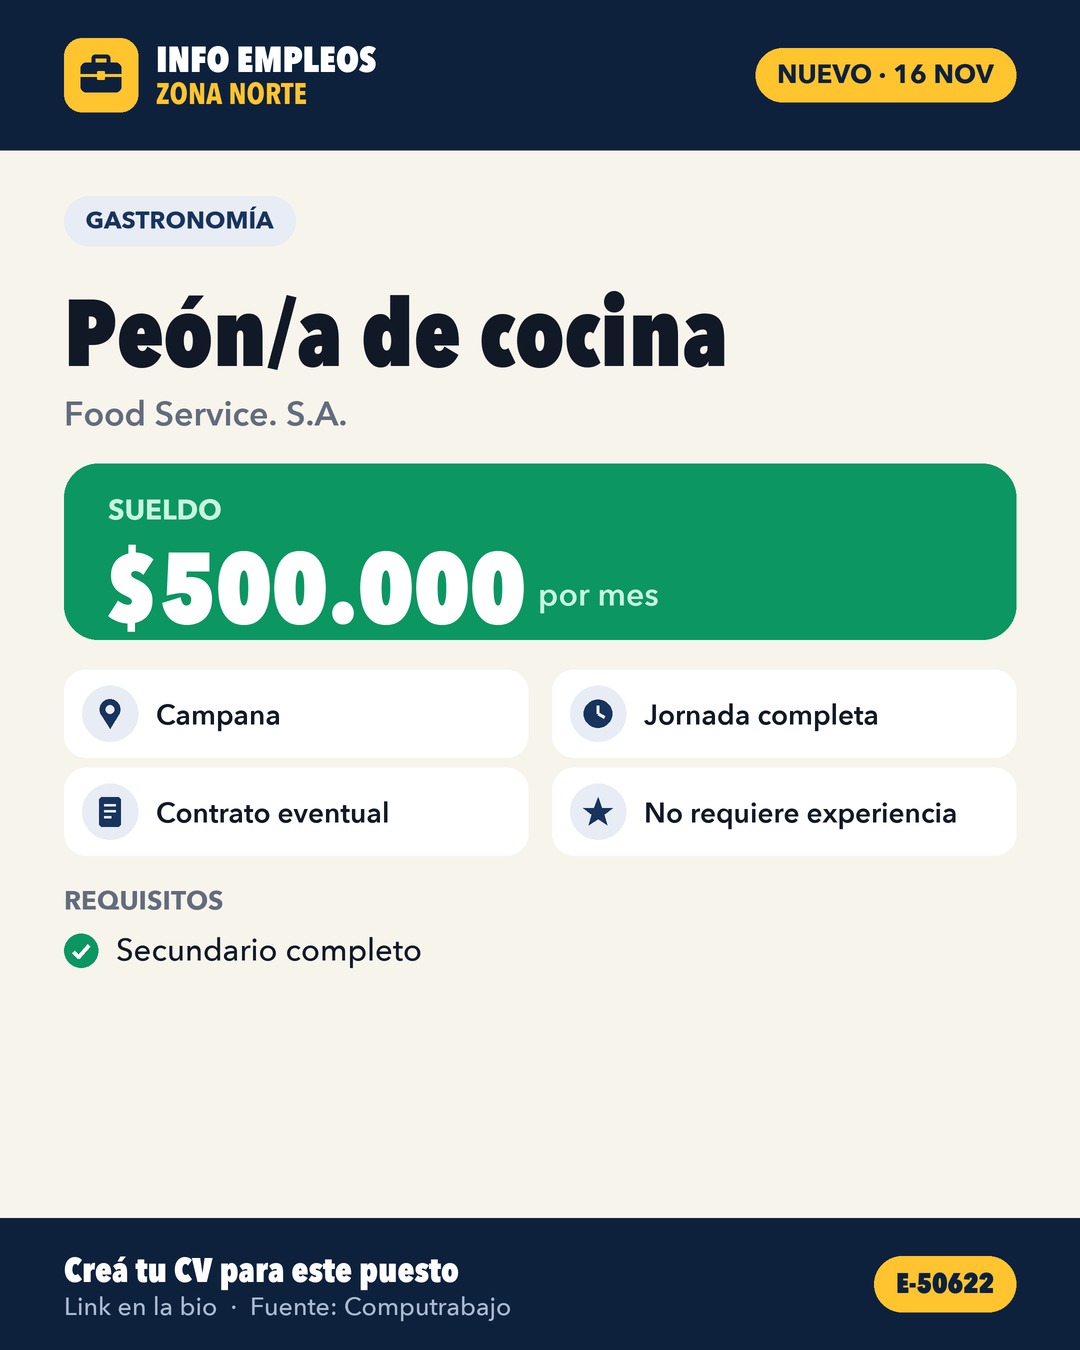 INFO EMPLEOS
ZONA NORTE
NUEVO · 16 NOV
GASTRONOMÍA
Peón/a de cocina
Food Service. S.A.
SUELDO
$500.000 por mes
Campana
Jornada completa
Contrato eventual
No requiere experiencia
REQUISITOS
Secundario completo
Creá tu CV para este puesto
Link en la bio · Fuente: Computrabajo
E-50622